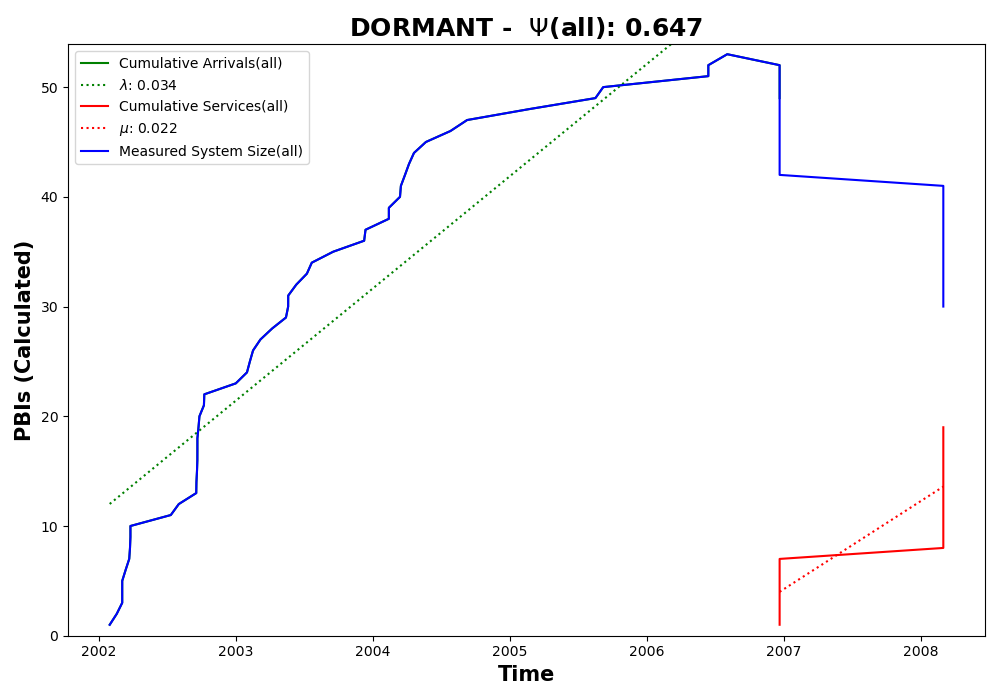 DORMANT - Ψ(all): 0.647
Cumulative Arrivals(all)
λ: 0.034
Cumulative Services(all)
μ: 0.022
Measured System Size(all)
PBIs (Calculated)
50
40
30
20
10
0
2002 2003 2004 2005 2006 2007 2008
Time